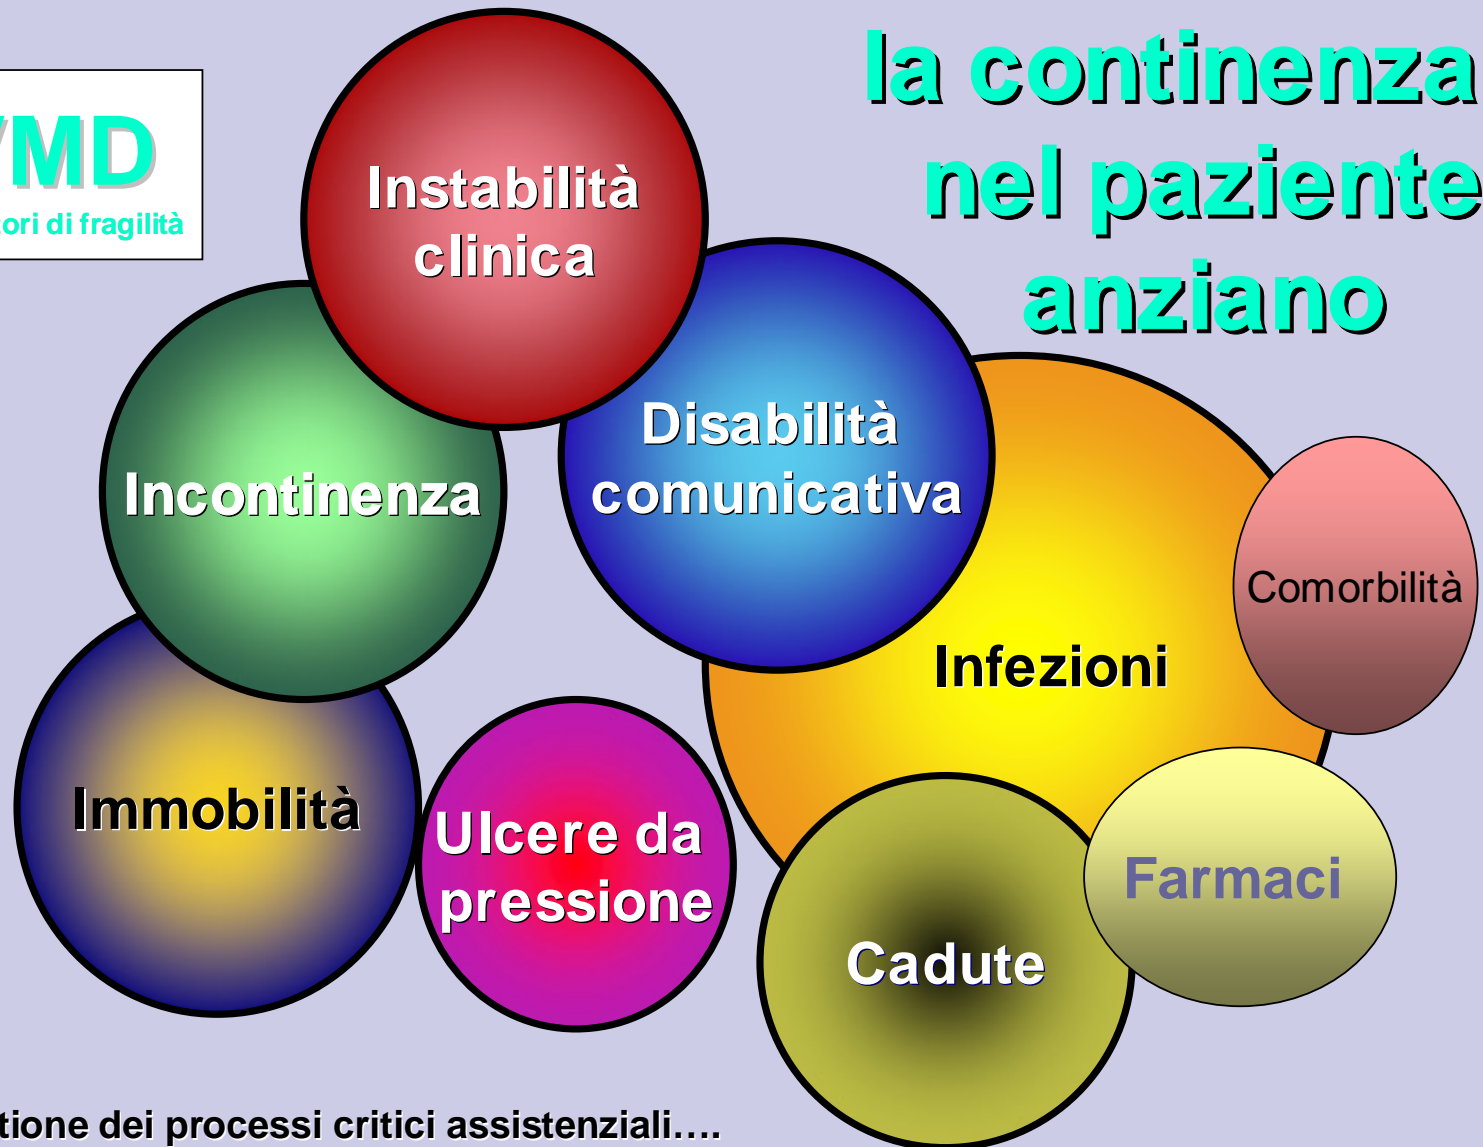 la continenza
nel paziente
anziano
MD
tori di fragilità
Instabilità
clinica
Disabilità
comunicativa
Incontinenza
Comorbilità
Infezioni
Immobilità
Ulcere da
pressione
Farmaci
Cadute
tione dei processi critici assistenziali....